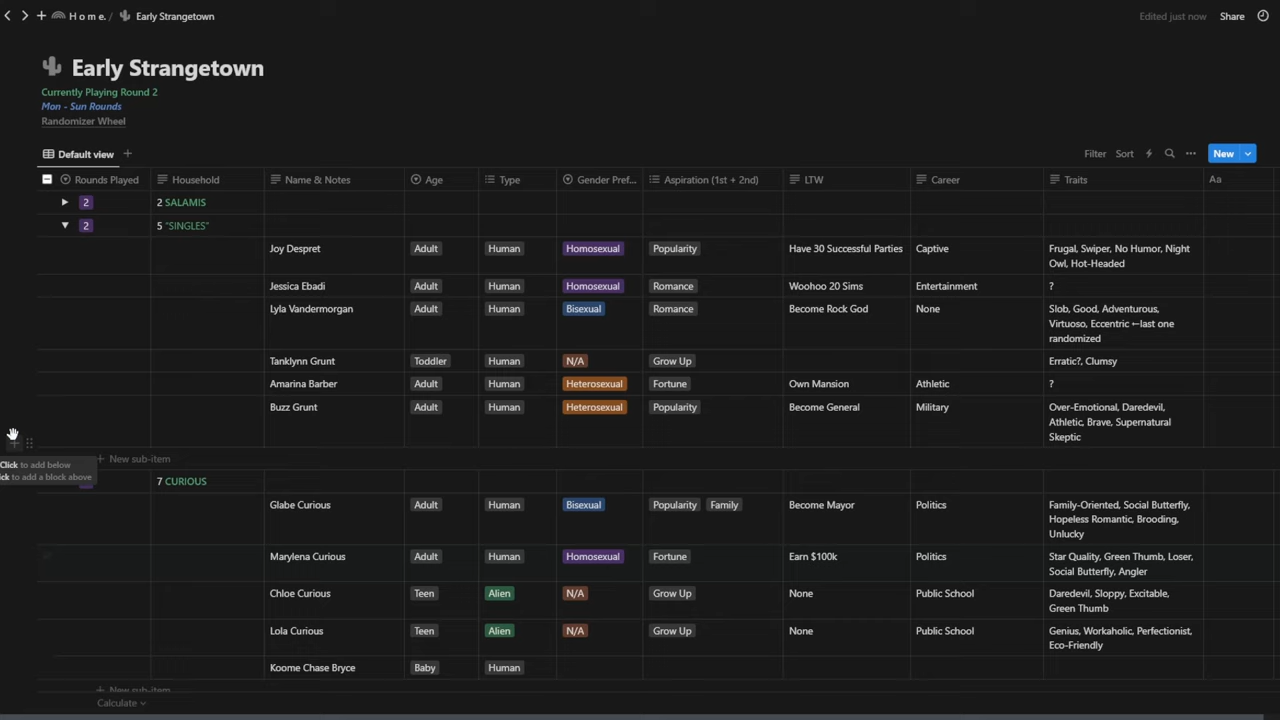 H o m e. / Early Strangetown
Edited just now Share
Early Strangetown
Currently Playing Round 2
Mon - Sun Rounds
Randomizer Wheel
Default view
Filter Sort New
Rounds Played Household Name & Notes Age Type Gender Pref... Aspiration (1st + 2nd) LTW Career Traits Aa
2 2 SALAMIS
2 5 "SINGLES"
Joy Despret Adult Human Homosexual Popularity Have 30 Successful Parties Captive Frugal, Swiper, No Humor, Night
Owl, Hot-Headed
Jessica Ebadi Adult Human Homosexual Romance Woohoo 20 Sims Entertainment ?
Lyla Vandermorgan Adult Human Bisexual Romance Become Rock God None Slob, Good, Adventurous,
Virtuoso, Eccentric ←last one
randomized
Tanklynn Grunt Toddler Human N/A Grow Up Erratic?, Clumsy
Amarina Barber Adult Human Heterosexual Fortune Own Mansion Athletic ?
Buzz Grunt Adult Human Heterosexual Popularity Become General Military Over-Emotional, Daredevil,
Athletic, Brave, Supernatural
Skeptic
New sub-item
Click to add below
ick to add a block above
7 CURIOUS
Glabe Curious Adult Human Bisexual Popularity Family Become Mayor Politics Family-Oriented, Social Butterfly,
Hopeless Romantic, Brooding,
Unlucky
Marylena Curious Adult Human Homosexual Fortune Earn $100k Politics Star Quality, Green Thumb, Loser,
Social Butterfly, Angler
Chloe Curious Teen Alien N/A Grow Up None Public School Daredevil, Sloppy, Excitable,
Green Thumb
Lola Curious Teen Alien N/A Grow Up None Public School Genius, Workaholic, Perfectionist,
Eco-Friendly
Koome Chase Bryce Baby Human
New sub-item
Calculate